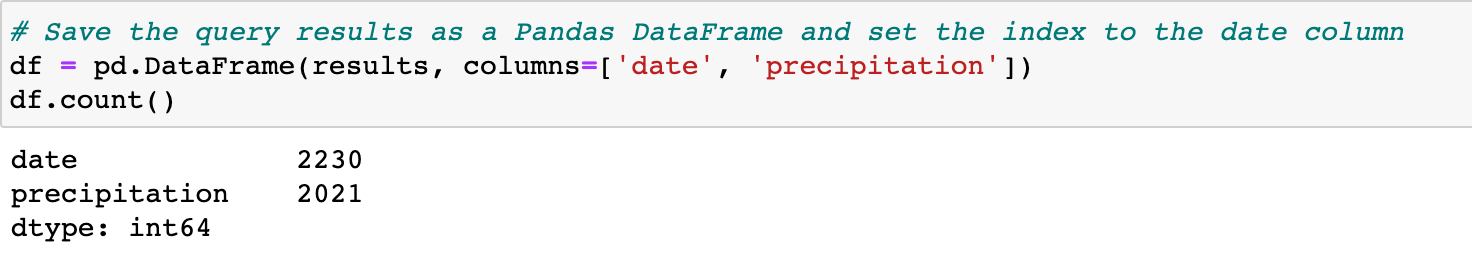 # Save the query results as a Pandas DataFrame and set the index to the date column
df = pd.DataFrame(results, columns=['date', 'precipitation'])
df.count()
date             2230
precipitation    2021
dtype: int64